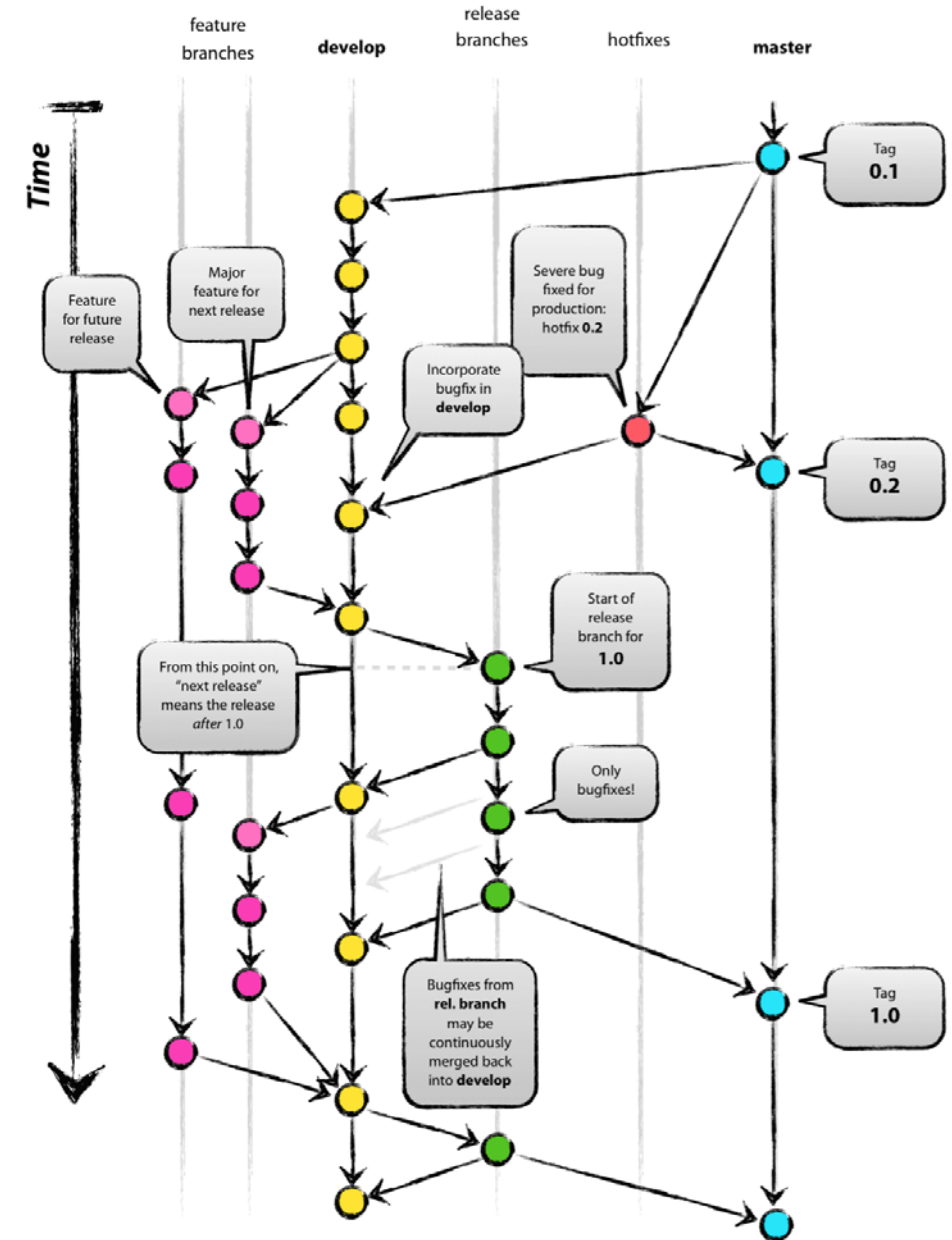 feature
branches
develop
release
branches
hotfixes
master
Time
Tag
0.1
Major
feature for
next release
Severe bug
fixed for
production:
hotfix 0.2
Feature
for future
release
Incorporate
bugfix in
develop
Tag
0.2
Start of
release
branch for
1.0
From this point on,
“next release”
means the release
after 1.0
Only
bugfixes!
Bugfixes from
rel. branch
may be
continuously
merged back
into develop
Tag
1.0